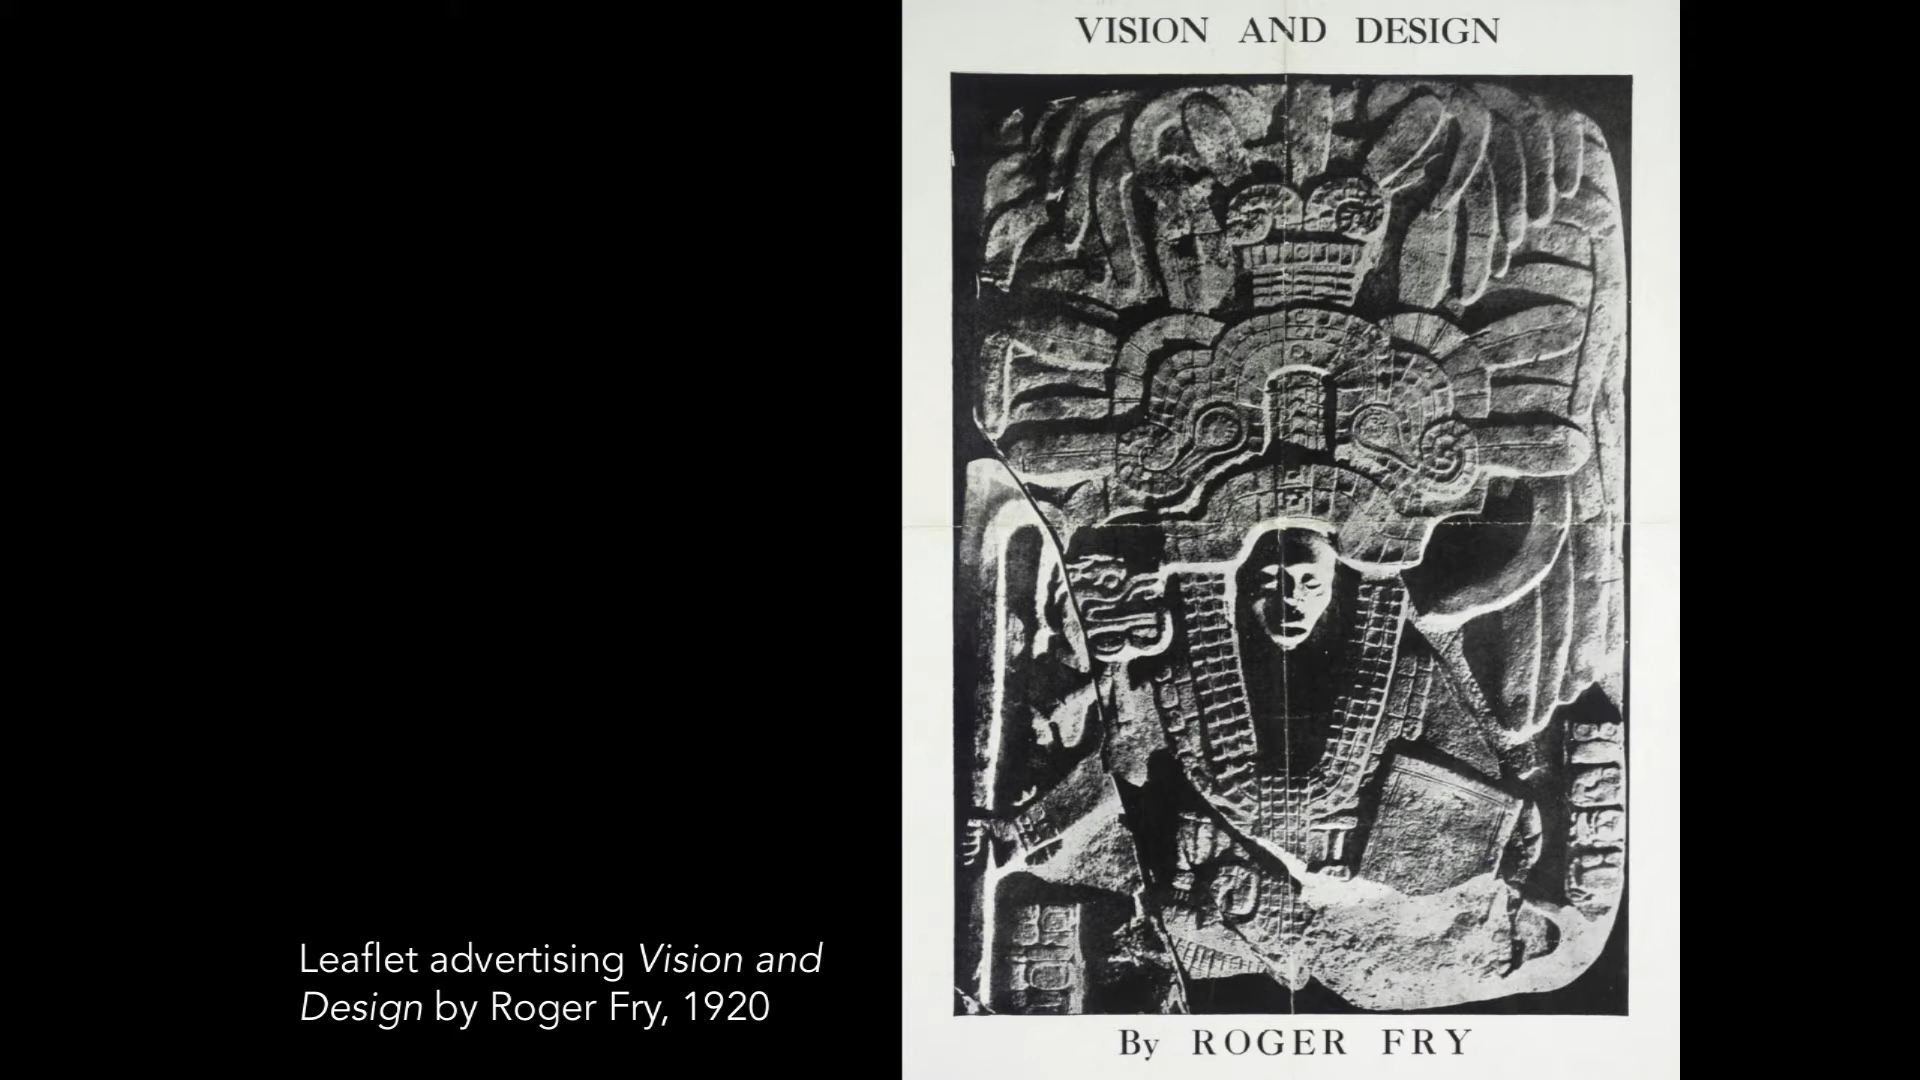 VISION AND DESIGN
By ROGER FRY
Leaflet advertising Vision and
Design by Roger Fry, 1920